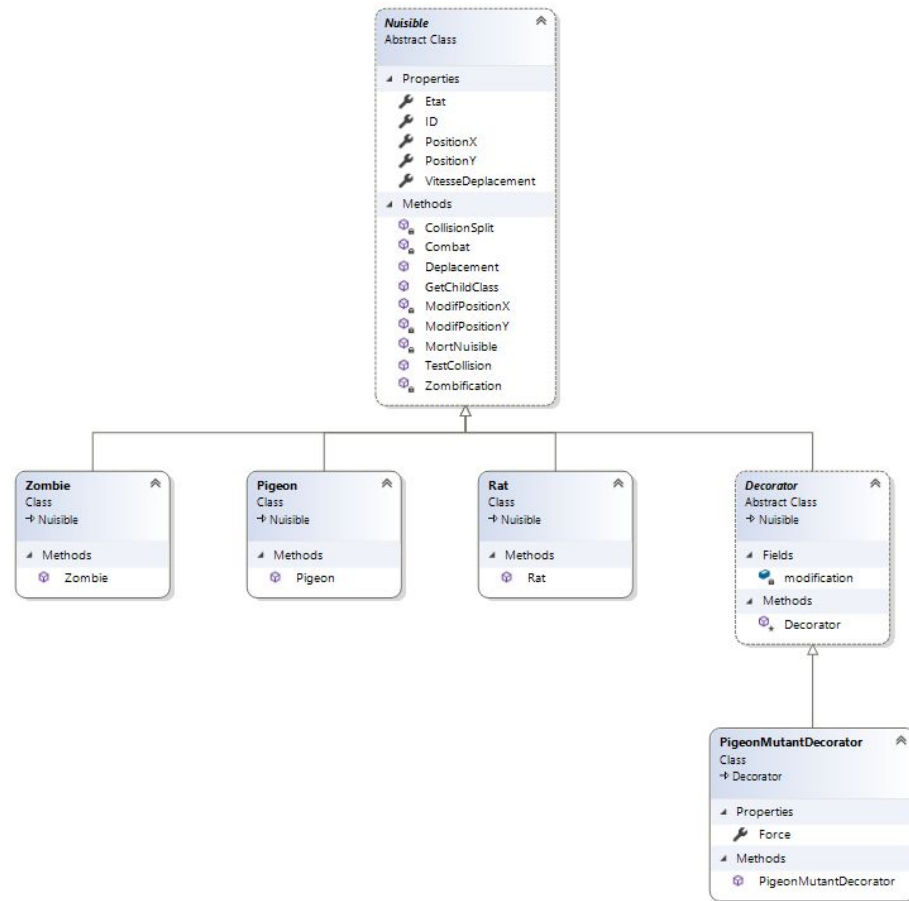 Nuisible
Abstract Class
Properties
Etat
ID
PositionX
PositionY
VitesseDeplacement
Methods
CollisionSplit
Combat
Deplacement
GetChildClass
ModifPositionX
ModifPositionY
MortNuisible
TestCollision
Zombification
Zombie
Class
Nuisible
Methods
Zombie
Pigeon
Class
Nuisible
Methods
Pigeon
Rat
Class
Nuisible
Methods
Rat
Decorator
Abstract Class
Nuisible
Fields
modification
Methods
Decorator
PigeonMutantDecorator
Class
Decorator
Properties
Force
Methods
PigeonMutantDecorator